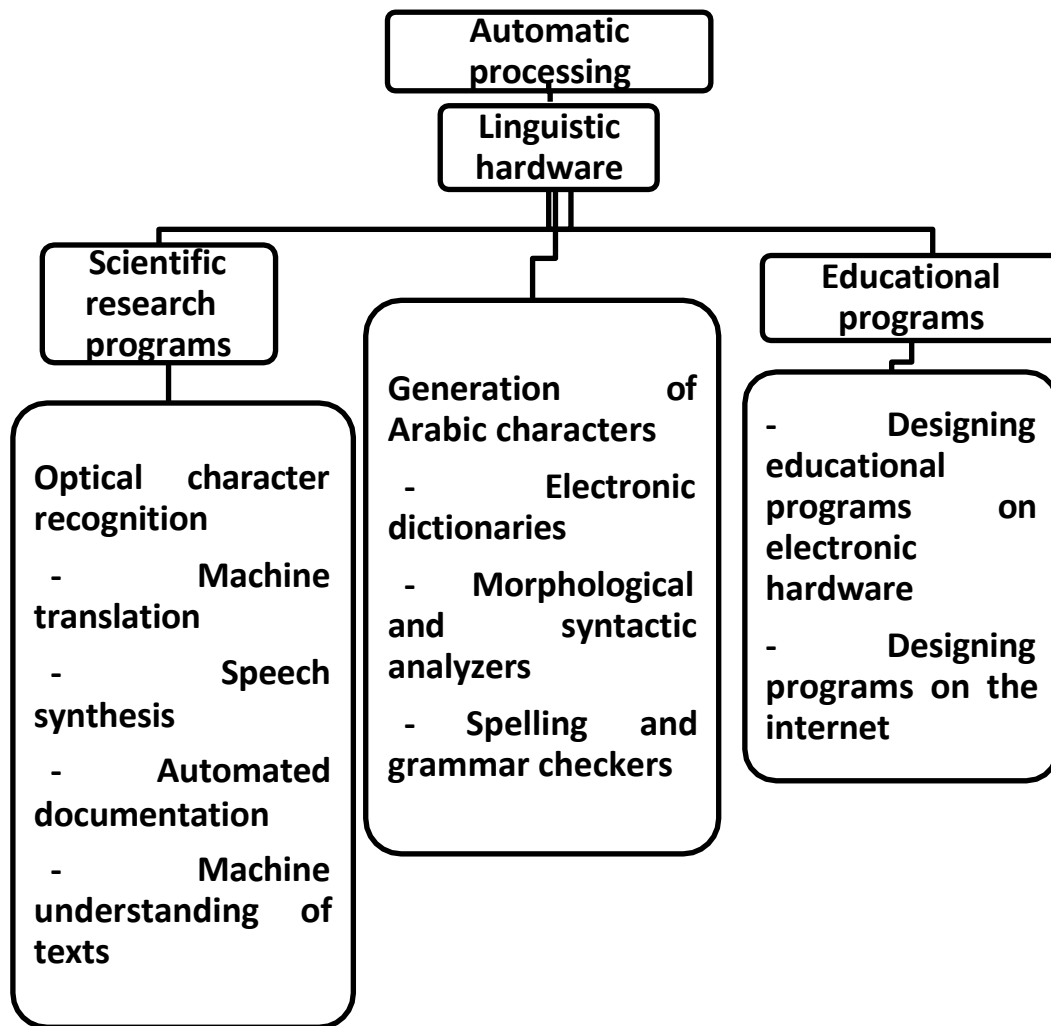 Automatic
processing
Linguistic
hardware
Scientific
research
programs
Educational
programs
Optical character
recognition
- Machine
translation
- Speech
synthesis
- Automated
documentation
- Machine
understanding of
texts
Generation of
Arabic characters
- Electronic
dictionaries
- Morphological
and syntactic
analyzers
- Spelling and
grammar checkers
- Designing
educational
programs on
electronic
hardware
- Designing
programs on the
internet